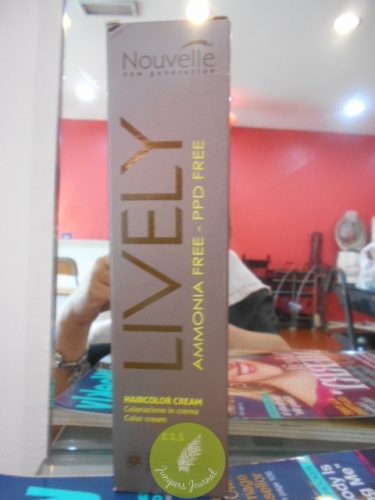 Nouvelle
new generation
LIVELY
AMMONIA FREE - PPD FREE
HAIRCOLOR CREAM
Colorazione in crema
Color cream
1:1,5
Junipers Journal